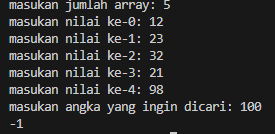 masukan jumlah array: 5
masukan nilai ke-0: 12
masukan nilai ke-1: 23
masukan nilai ke-2: 32
masukan nilai ke-3: 21
masukan nilai ke-4: 98
masukan angka yang ingin dicari: 100
-1